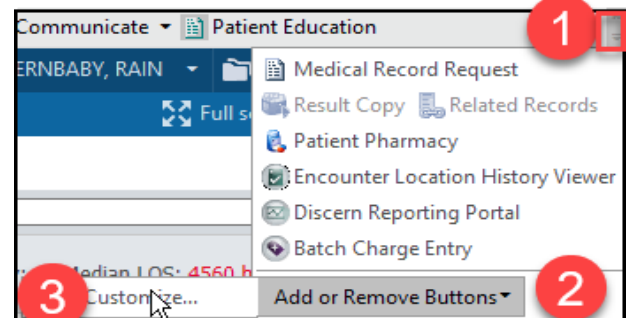 Communicate Patient Education 1
ERNBABY, RAIN
Medical Record Request
Full s
Result Copy Related Records
Patient Pharmacy
Encounter Location History Viewer
Discern Reporting Portal
Batch Charge Entry
Median LOS: 4560 h
3 Customize... Add or Remove Buttons 2